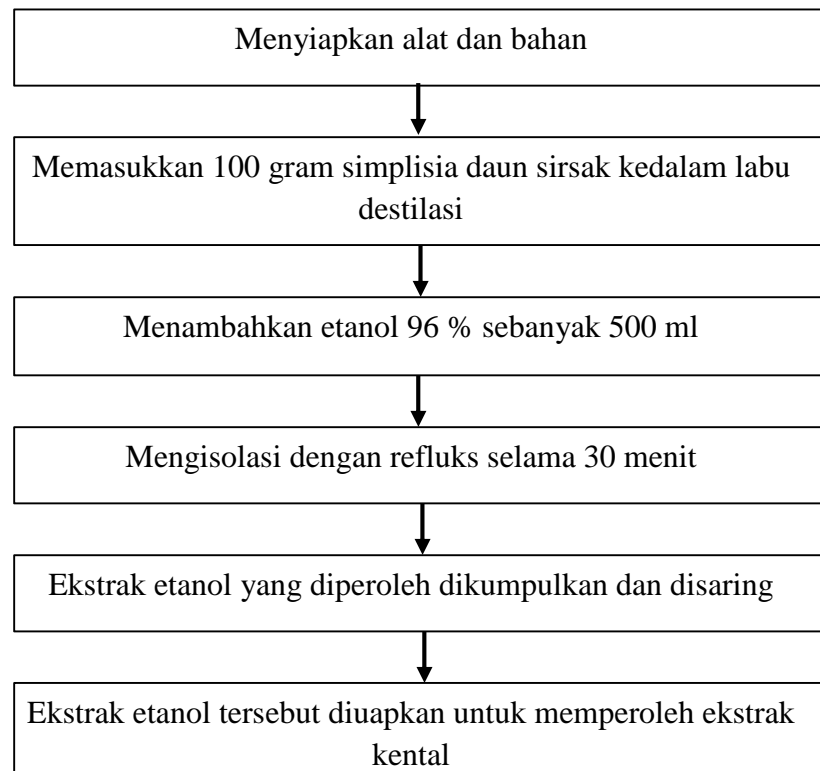 Menyiapkan alat dan bahan
Memasukkan 100 gram simplisia daun sirsak kedalam labu
destilasi
Menambahkan etanol 96 % sebanyak 500 ml
Mengisolasi dengan refluks selama 30 menit
Ekstrak etanol yang diperoleh dikumpulkan dan disaring
Ekstrak etanol tersebut diuapkan untuk memperoleh ekstrak
kental